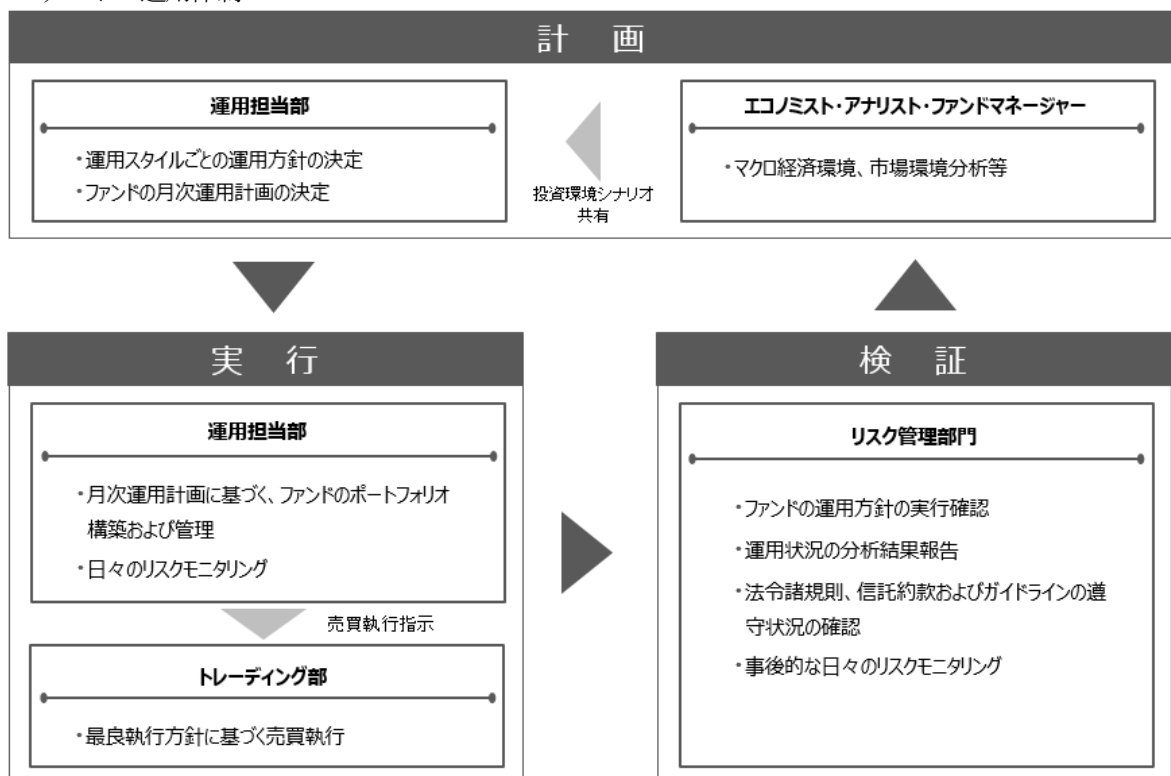 計 画
運用担当部
・運用スタイルごとの運用方針の決定
・ファンドの月次運用計画の決定
投資環境シナリオ
共有
エコノミスト・アナリスト・ファンドマネージャー
・マクロ経済環境、市場環境分析等
実 行
運用担当部
・月次運用計画に基づく、ファンドのポートフォリオ
構築および管理
・日々のリスクモニタリング
売買執行指示
トレーディング部
・最良執行方針に基づく売買執行
検 証
リスク管理部門
・ファンドの運用方針の実行確認
・運用状況の分析結果報告
・法令諸規則、信託約款およびガイドラインの遵
守状況の確認
・事後的な日々のリスクモニタリング